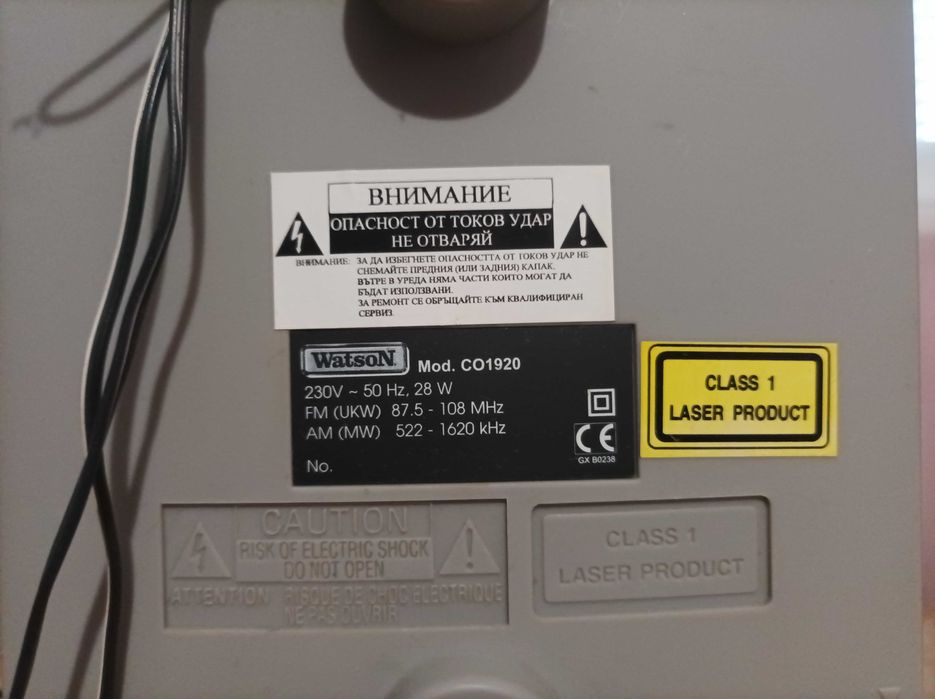 ВНИМАНИЕ
ОПАСНОСТ ОТ ТОКОВ УДАР
НЕ ОТВАРЯЙ
ВНИМАНИЕ: ЗА ДА ИЗБЕГНЕТЕ ОПАСНОСТТА ОТ ТОКОВ УДАР НЕ
СНЕМАЙТЕ ПРЕДНИЯ (ИЛИ ЗАДНИЯ) КАПАК.
ВЪТРЕ В УРЕДА НЯМА ЧАСТИ КОИТО МОГАТ ДА
БЪДАТ ИЗПОЛЗВАНИ.
ЗА РЕМОНТ СЕ ОБРЪЩАЙТЕ КЪМ КВАЛИФИЦИРАН
СЕРВИЗ.
WatsoN Mod. CO1920
230V ~ 50 Hz, 28 W
FM (UKW) 87.5 - 108 MHz
AM (MW) 522 - 1620 kHz
CE
GX B0238
No.
CLASS 1
LASER PRODUCT
CAUTION
RISK OF ELECTRIC SHOCK
DO NOT OPEN
ATTENTION RISQUE DE CHOC ELECTRIQUE
NE PAS OUVRIR
CLASS 1
LASER PRODUCT